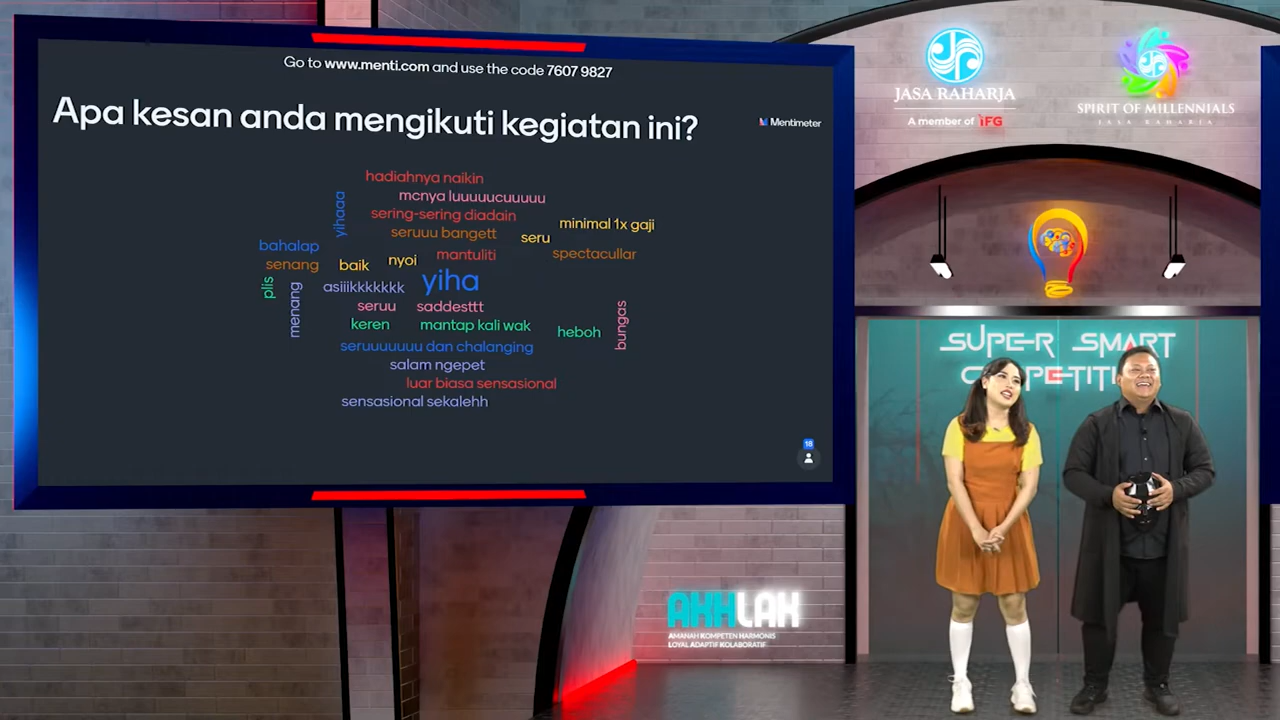 Go to www.menti.com and use the code 7607 9827
Apa kesan anda mengikuti kegiatan ini?
Mentimeter
hadiahnya naikin
mcnya luuuuucuuuuu
yihaaa
sering-sering diadain
minimal 1x gaji
seruuu bangett
seru
bahalap
mantuliti
spectacullar
senang
baik
nyoi
yiha
plis
menang
asiiikkkkkkk
seruu
saddesttt
bungas
keren
mantap kali wak
heboh
seruuuuuuu dan chalanging
salam ngepet
luar biasa sensasional
sensasional sekalehh
18
JASA RAHARJA
A member of IFG
SPIRIT OF MILLENNIALS
JASA RAHARJA
SUPER SMART
AKHLAK
AMANAH KOMPETEN HARMONIS
LOYAL ADAPTIF KOLABORATIF